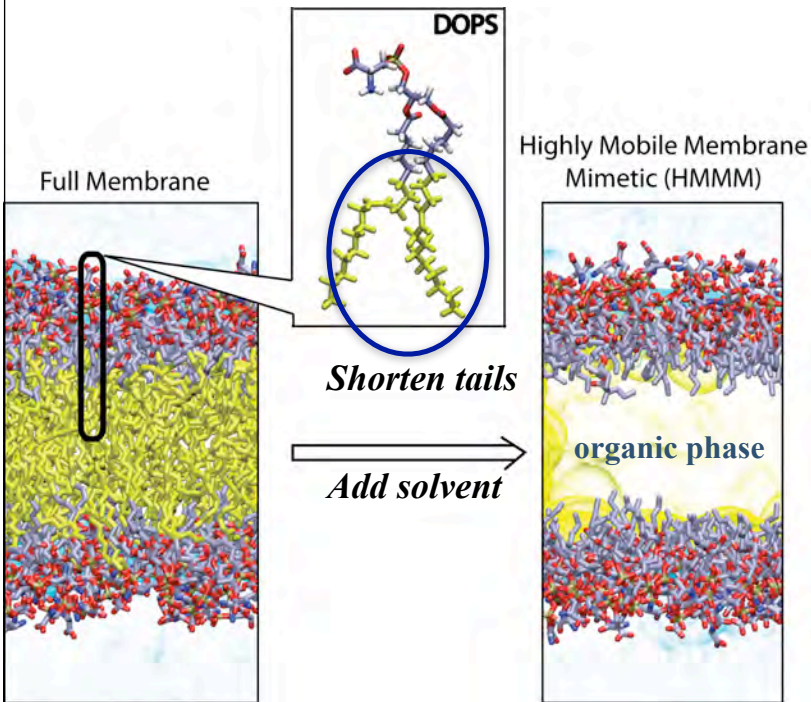 DOPS
Full Membrane
Highly Mobile Membrane
Mimetic (HMMM)
Shorten tails
Add solvent
organic phase